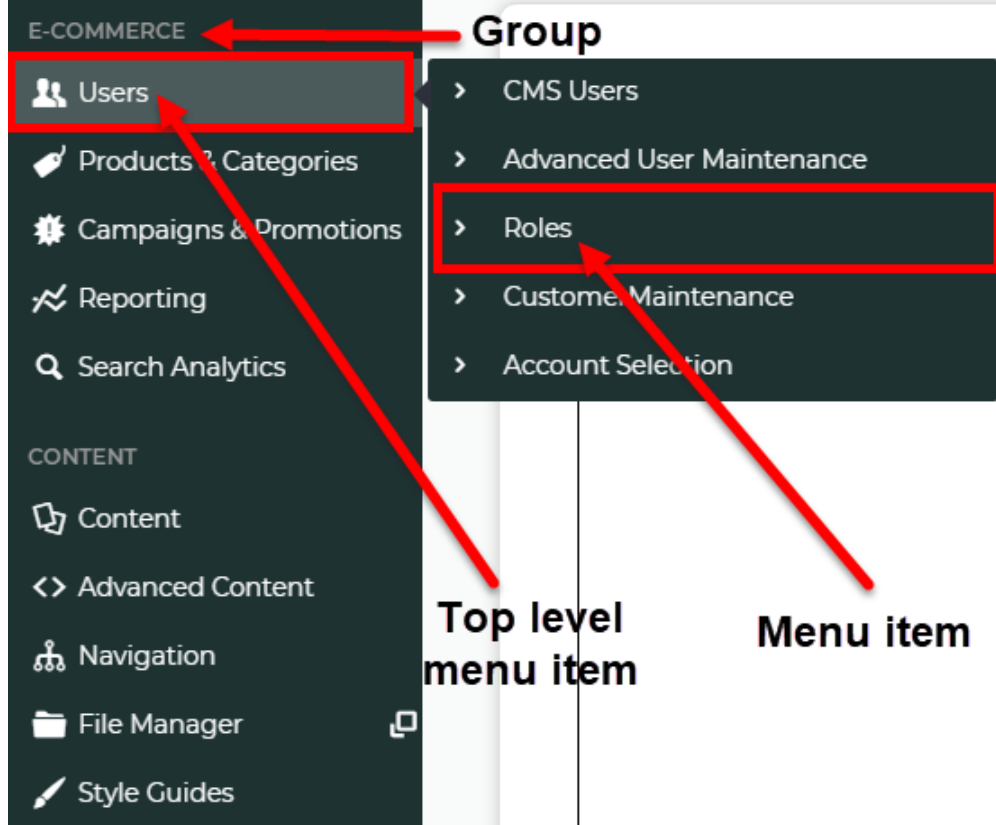 E-COMMERCE
Group
Users
Products & Categories
Campaigns & Promotions
Reporting
Search Analytics
CMS Users
Advanced User Maintenance
Roles
Customer Maintenance
Account Selection
CONTENT
Content
Advanced Content
Navigation
File Manager
Style Guides
Top level
menu item
Menu item